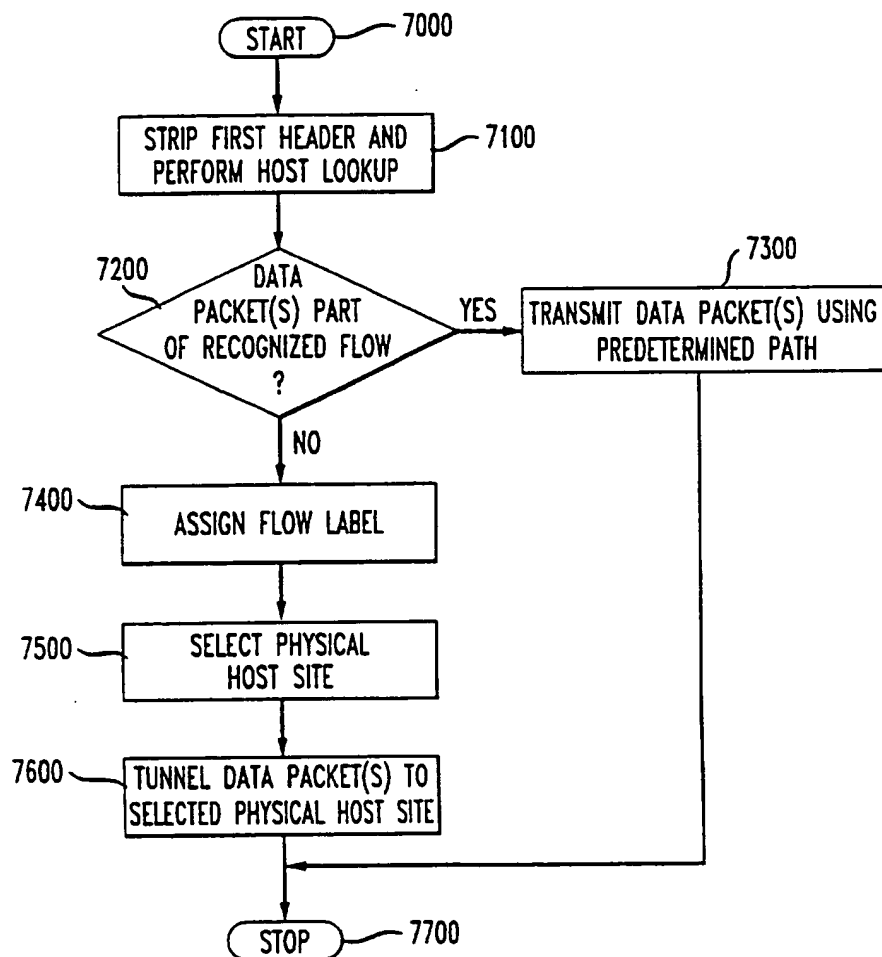 START
7000
STRIP FIRST HEADER AND
PERFORM HOST LOOKUP
7100
7200
DATA
PACKET(S) PART
OF RECOGNIZED FLOW
?
YES
7300
TRANSMIT DATA PACKET(S) USING
PREDETERMINED PATH
NO
7400
ASSIGN FLOW LABEL
7500
SELECT PHYSICAL
HOST SITE
7600
TUNNEL DATA PACKET(S) TO
SELECTED PHYSICAL HOST SITE
STOP
7700